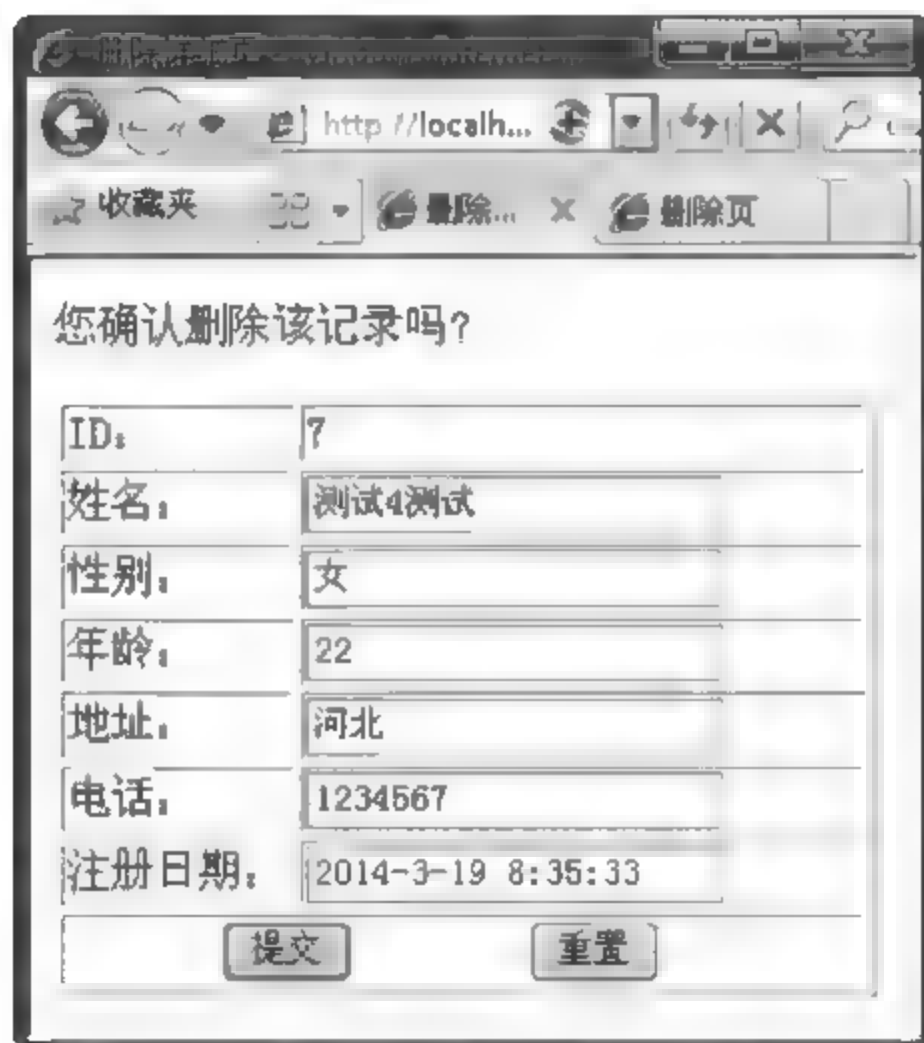 http //localh...
收藏夹
删除...
删除页
您确认删除该记录吗?
ID:
7
姓名:
测试4测试
性别:
女
年龄:
22
地址:
河北
电话:
1234567
注册日期:
2014-3-19 8:35:33
提交
重置